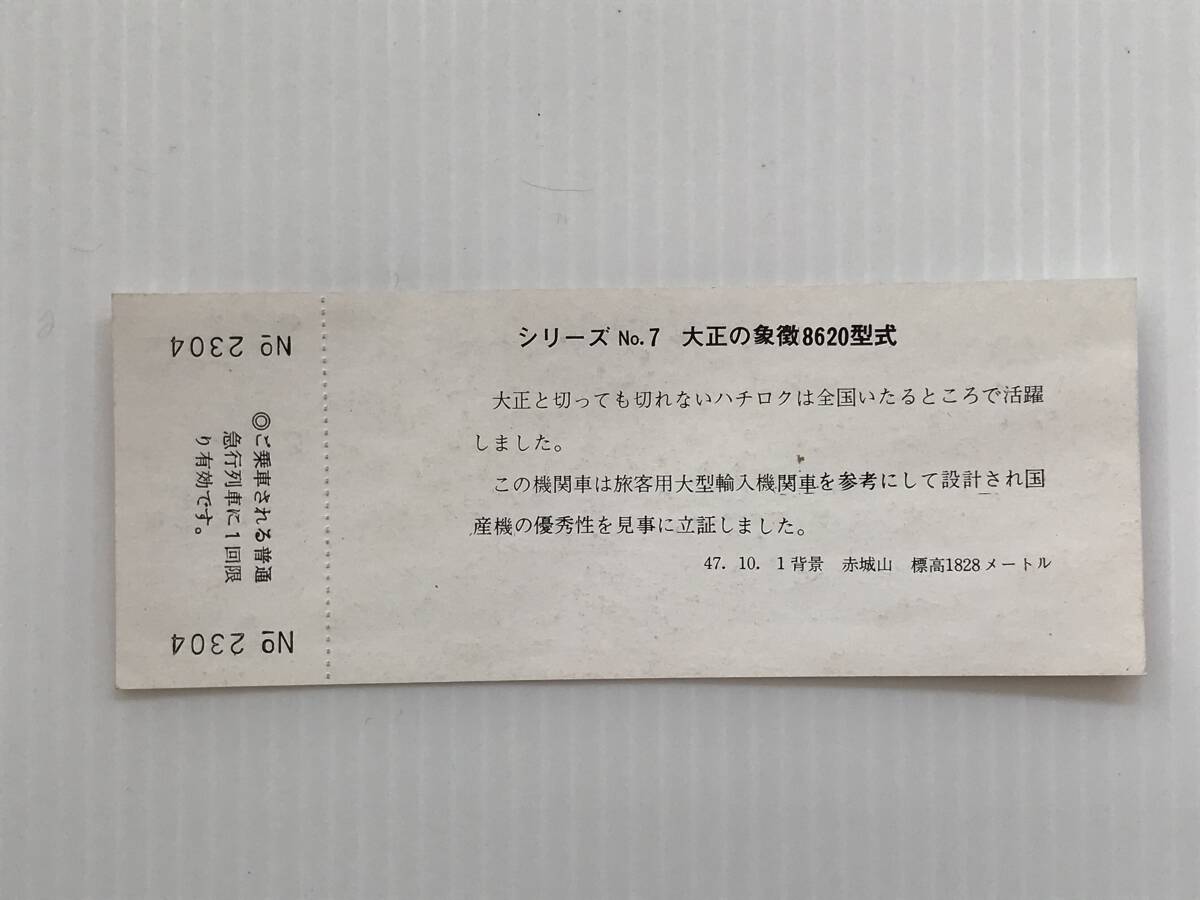 シリーズ No.7 大正の象徴8620型式
大正と切っても切れないハチロクは全国いたるところで活躍
しました。
この機関車は旅客用大型輸入機関車を参考にして設計され国
産機の優秀性を見事に立証しました。
47. 10. 1背景 赤城山 標高1828メートル
No 2304
◎ご乗車される普通
急行列車に1回限
り有効です。
No 2304